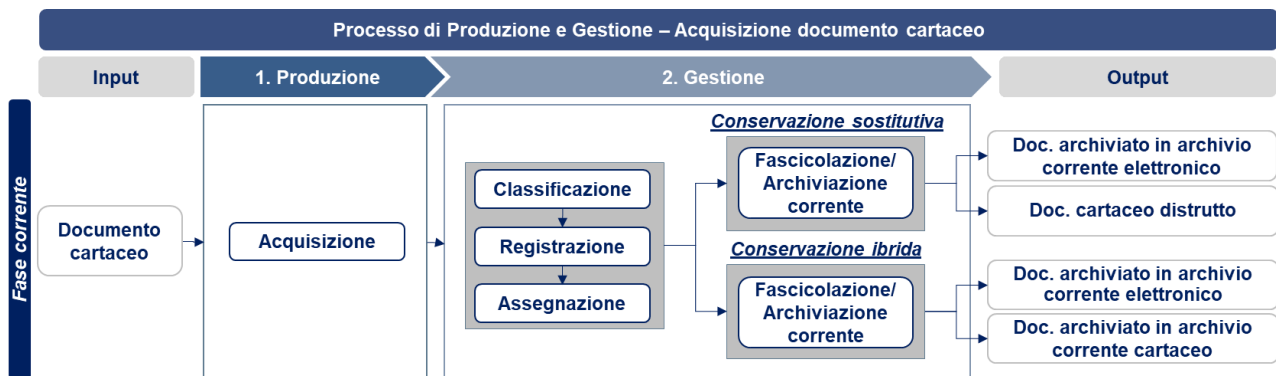 Processo di Produzione e Gestione – Acquisizione documento cartaceo
Input
1. Produzione
2. Gestione
Output
Fase corrente
Documento
cartaceo
Acquisizione
Classificazione
Registrazione
Assegnazione
Conservazione sostitutiva
Fascicolazione/
Archiviazione
corrente
Conservazione ibrida
Fascicolazione/
Archiviazione
corrente
Doc. archiviato in archivio
corrente elettronico
Doc. cartaceo distrutto
Doc. archiviato in archivio
corrente elettronico
Doc. archiviato in archivio
corrente cartaceo